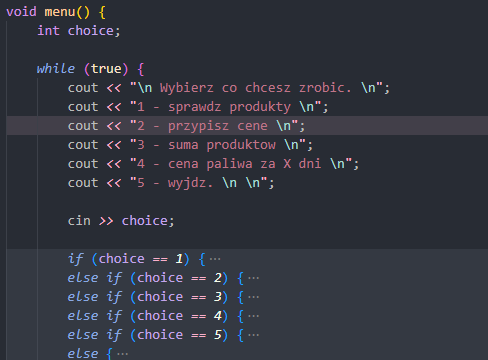 void menu() {
int choice;
while (true) {
cout << "\n Wybierz co chcesz zrobic. \n";
cout << "1 - sprawdz produkty \n";
cout << "2 - przypisz cene \n";
cout << "3 - suma produktow \n";
cout << "4 - cena paliwa za X dni \n";
cout << "5 - wyjdz. \n \n";
cin >> choice;
if (choice == 1) { ···
else if (choice == 2) { ···
else if (choice == 3) { ···
else if (choice == 4) { ···
else if (choice == 5) { ···
else { ···